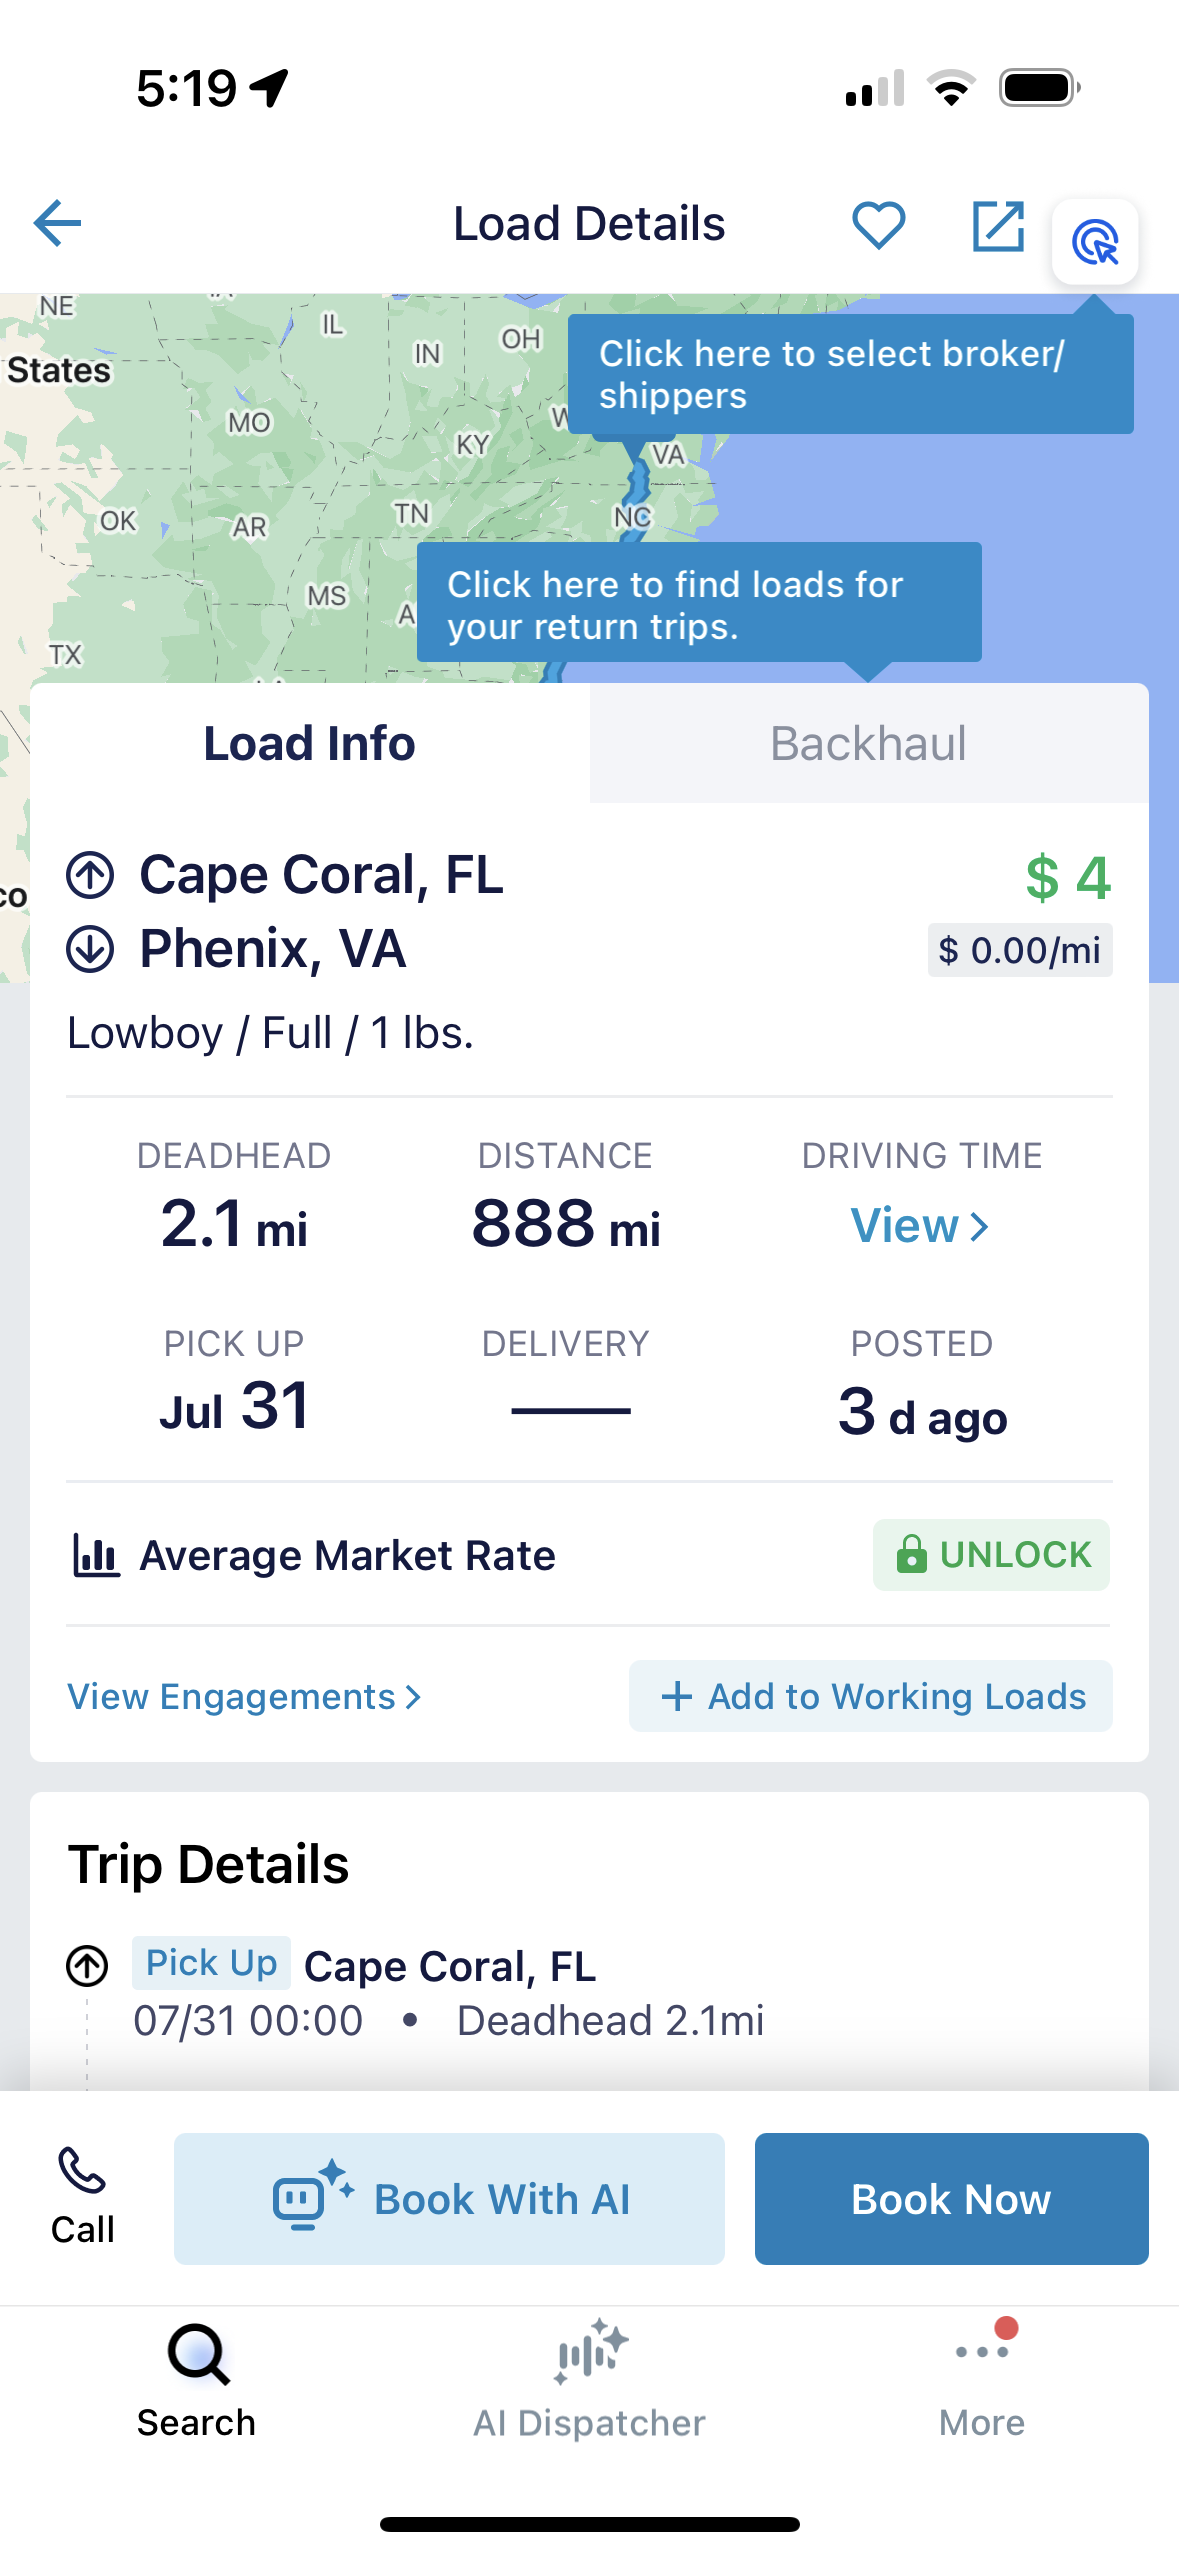 5:19
Load Details
NE
IL
IN
OH
States
MO
KY
Click here to select broker/
shippers
VA
OK
AR
TN
NC
MS
TX
Click here to find loads for
your return trips.
Load Info
Backhaul
Cape Coral, FL
$ 4
Phenix, VA
$ 0.00/mi
Lowboy / Full / 1 lbs.
DEADHEAD
DISTANCE
DRIVING TIME
2.1 mi
888 mi
View >
PICK UP
DELIVERY
POSTED
Jul 31
3 d ago
Average Market Rate
UNLOCK
View Engagements >
+ Add to Working Loads
Trip Details
Pick Up Cape Coral, FL
07/31 00:00 • Deadhead 2.1mi
Call
Book With AI
Book Now
Search
AI Dispatcher
More